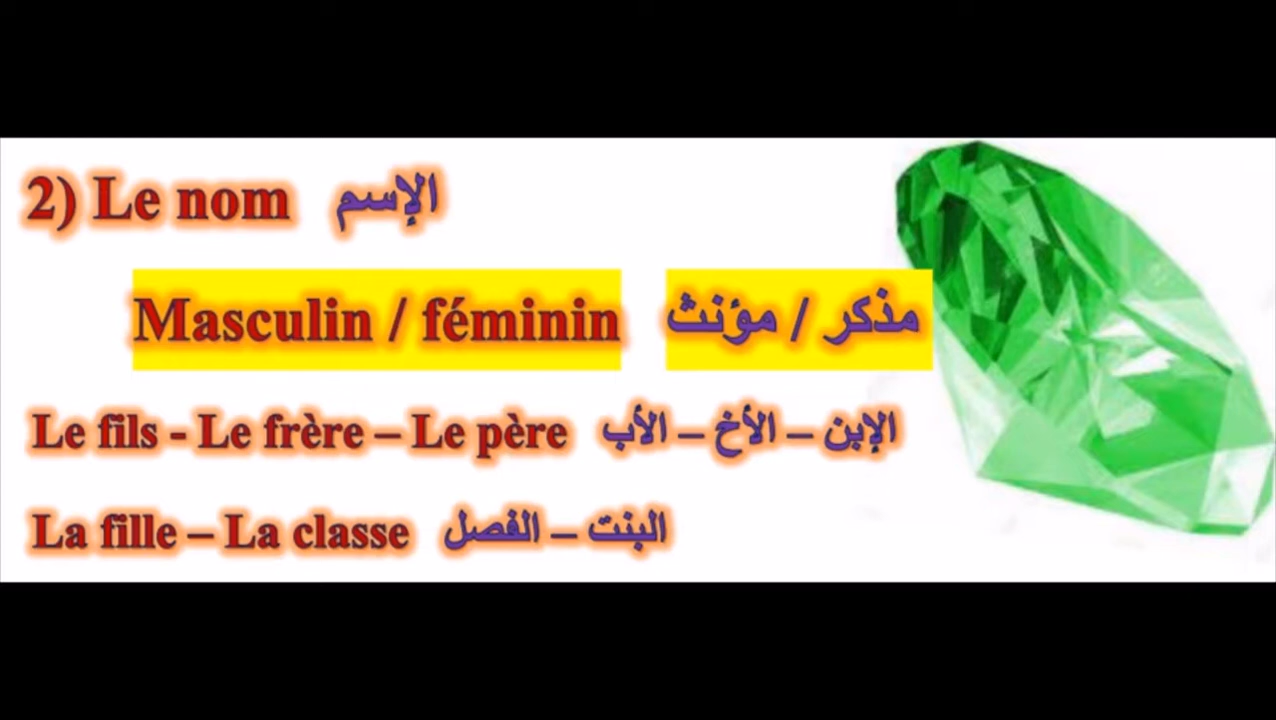 2) Le nom الإسم
Masculin / féminin مذكر / مؤنث
Le fils - Le frère – Le père الإبن – الأخ – الأب
La fille – La classe البنت – الفصل